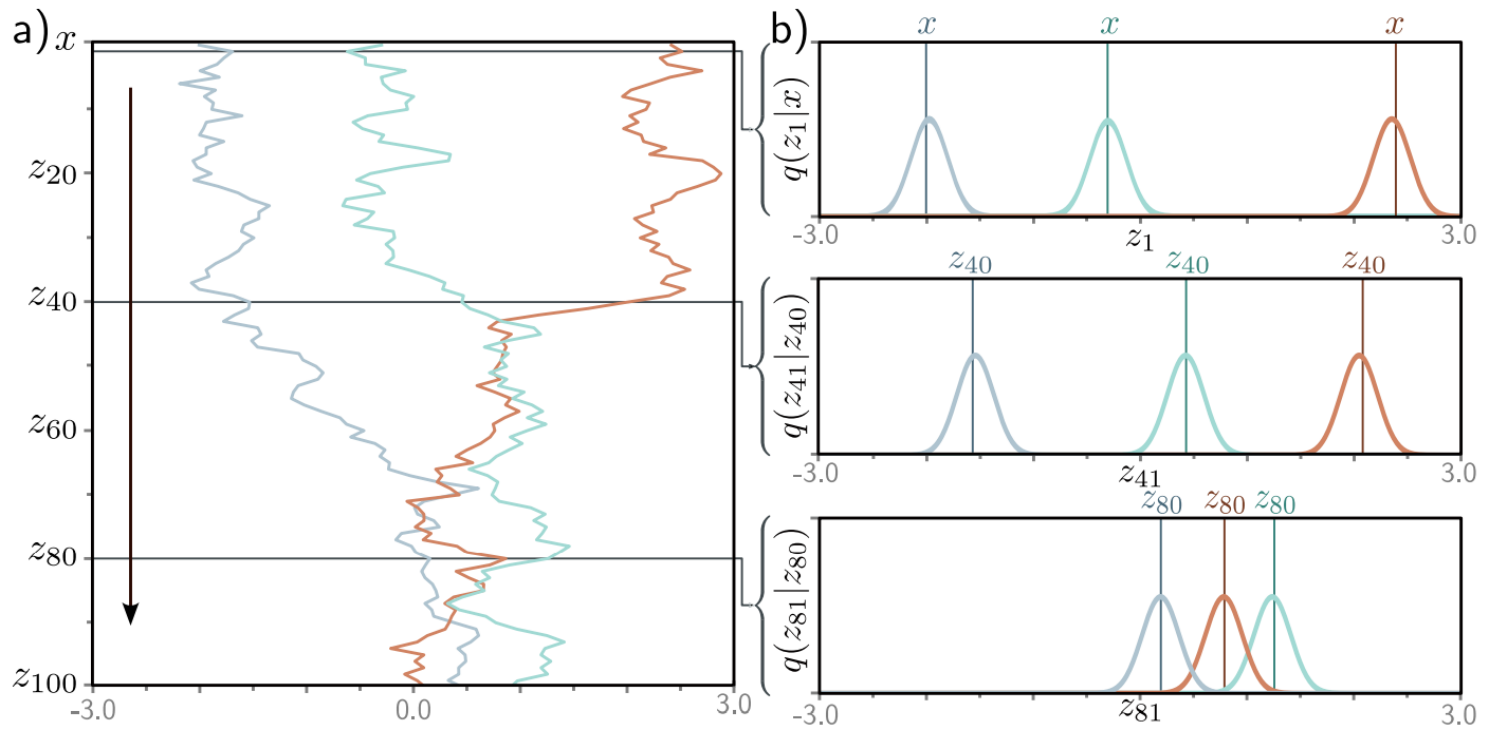 a)
x
z20
z40
z60
z80
z100
-3.0 0.0 3.0
b)
x x x
q(z1|x)
-3.0 z1 3.0
z40 z40 z40
q(z41|z40)
-3.0 z41 3.0
z80 z80 z80
q(z81|z80)
-3.0 z81 3.0